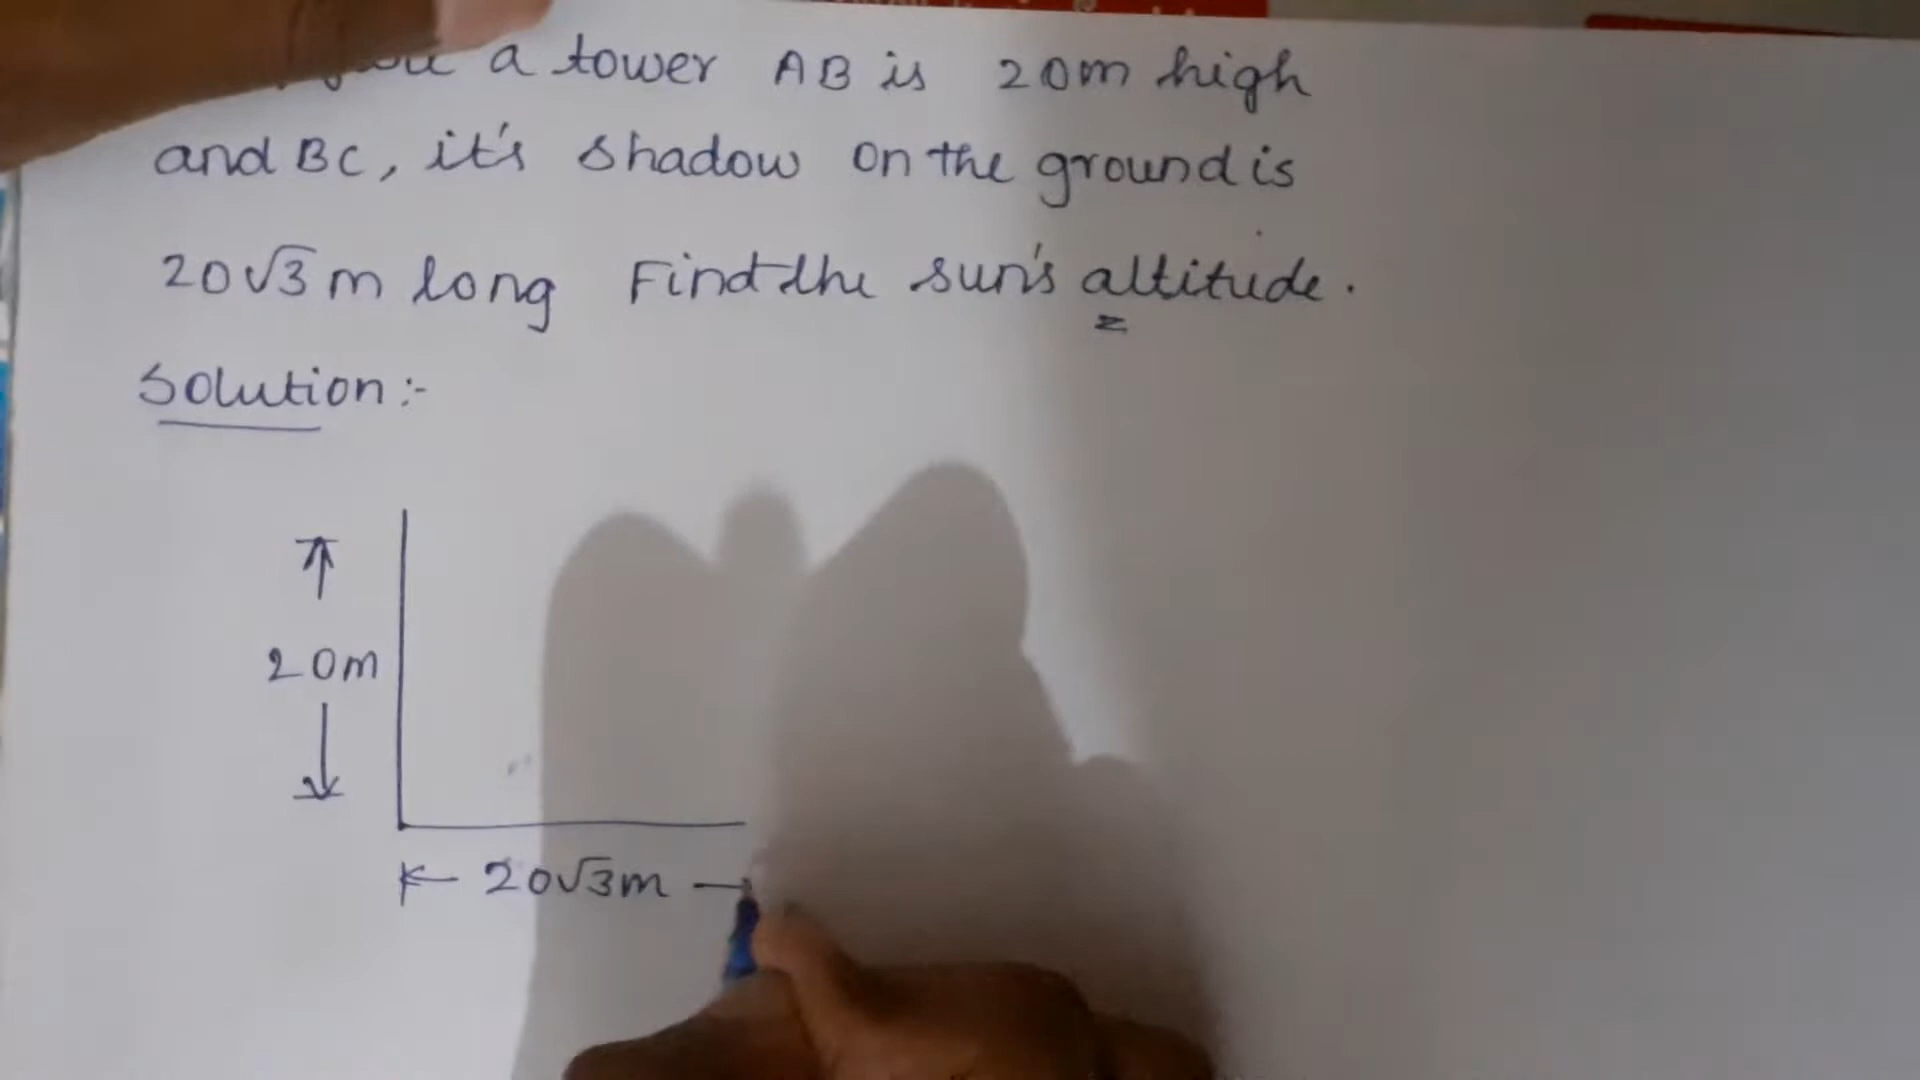 a tower AB is 20m high
and BC, it's shadow on the ground is
20√3 m long Find the sun's altitude.
Solution :-
20m
20√3m